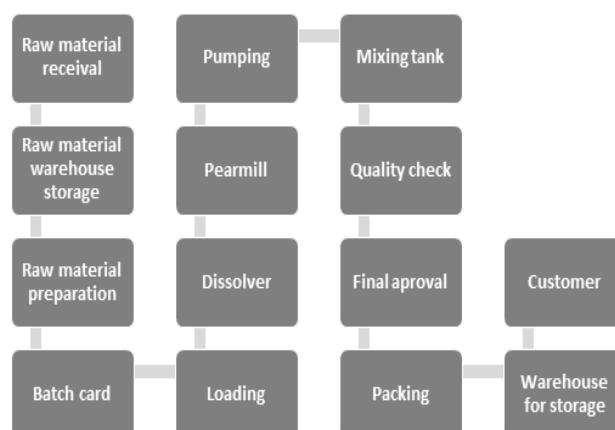 Raw material
receival
Raw material
warehouse
storage
Raw material
preparation
Batch card
Loading
Dissolver
Pearmill
Pumping
Mixing tank
Quality check
Final aproval
Packing
Warehouse
for storage
Customer